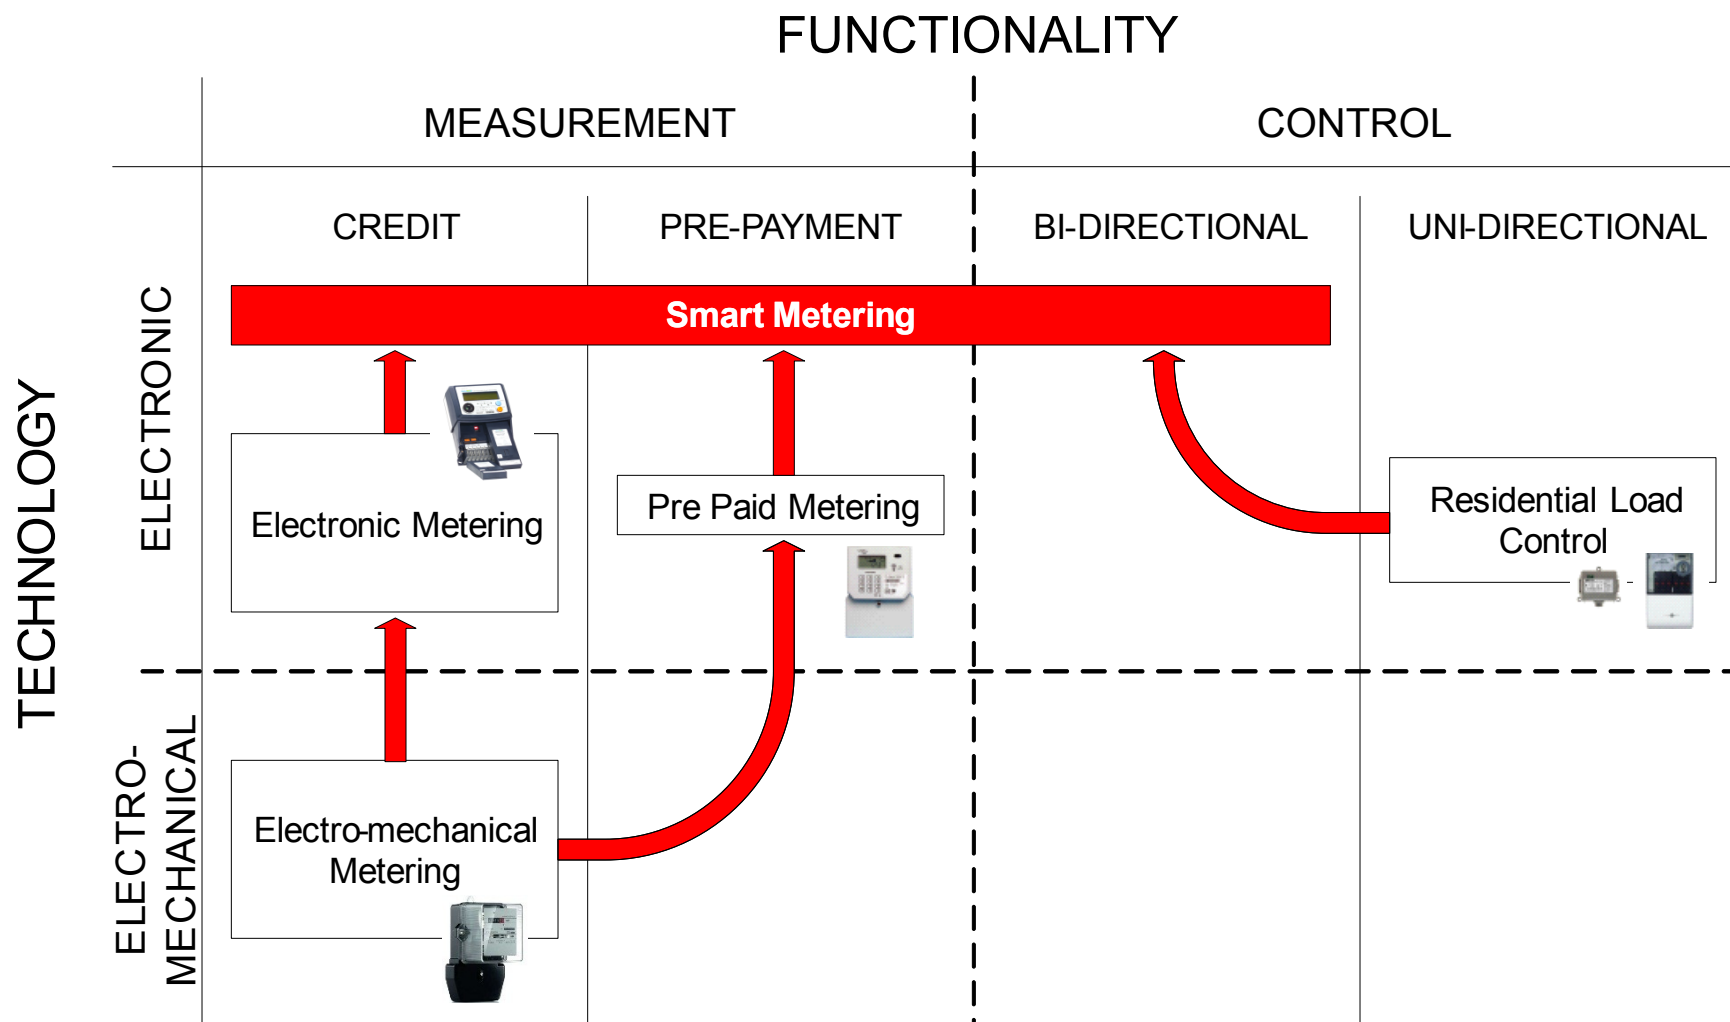 FUNCTIONALITY
MEASUREMENT
CONTROL
CREDIT
PRE-PAYMENT
BI-DIRECTIONAL
UNI-DIRECTIONAL
TECHNOLOGY
ELECTRONIC
Smart Metering
Electronic Metering
Pre Paid Metering
Residential Load
Control
ELECTRO-
MECHANICAL
Electro-mechanical
Metering